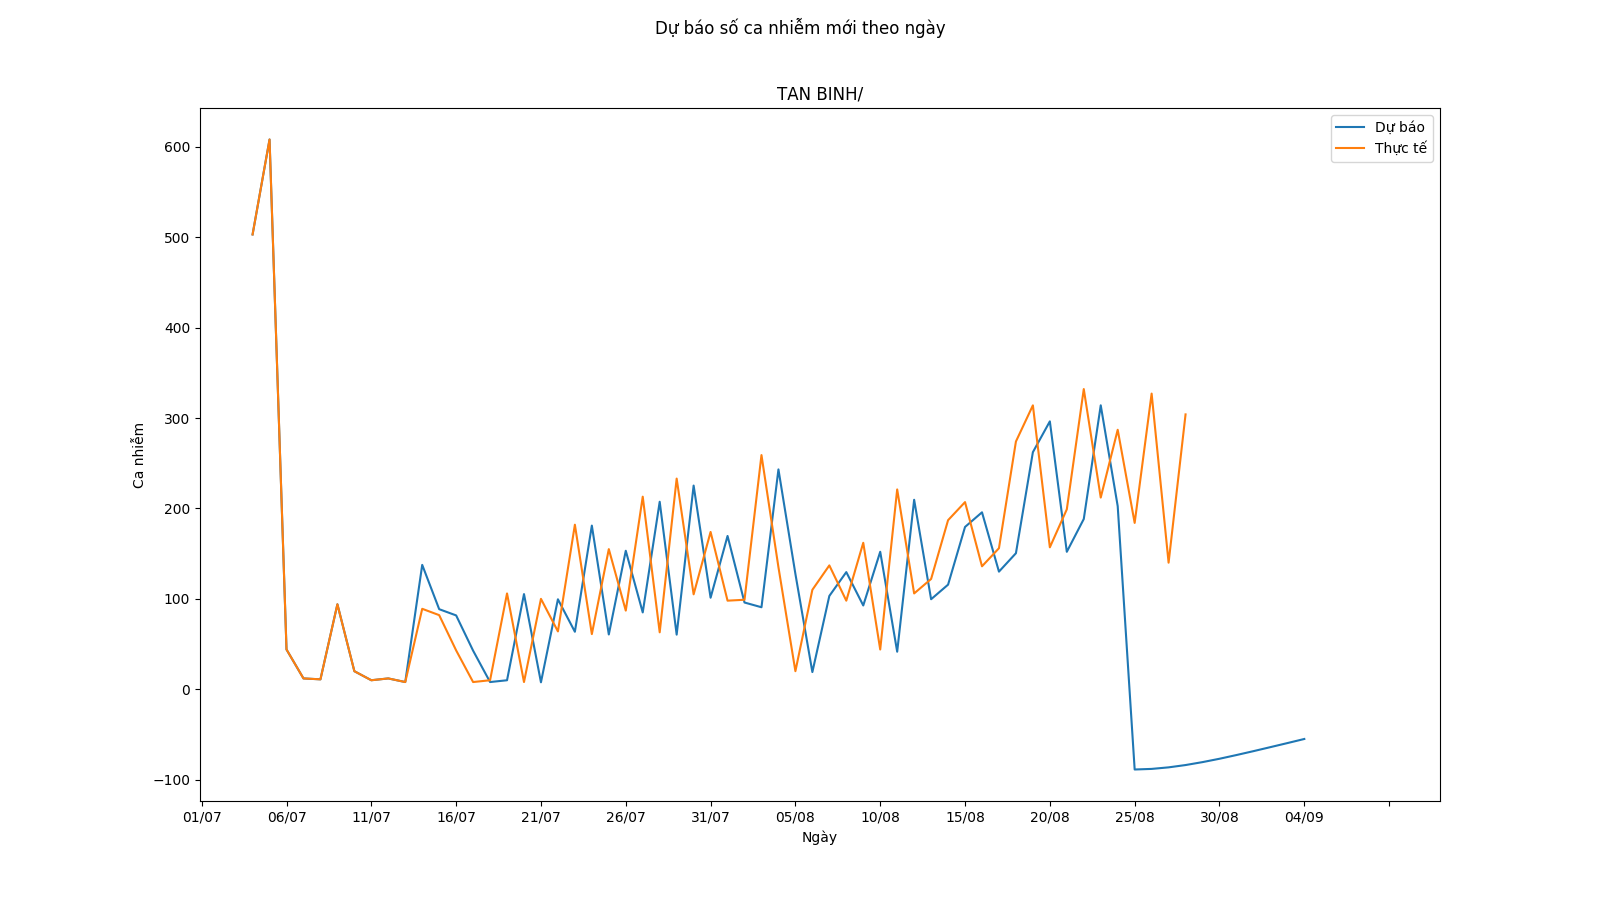 Dự báo số ca nhiễm mới theo ngày
TAN BINH/
Dự báo
Thực tế
600
500
400
300
200
100
0
−100
Ca nhiễm
01/07 06/07 11/07 16/07 21/07 26/07 31/07 05/08 10/08 15/08 20/08 25/08 30/08 04/09
Ngày